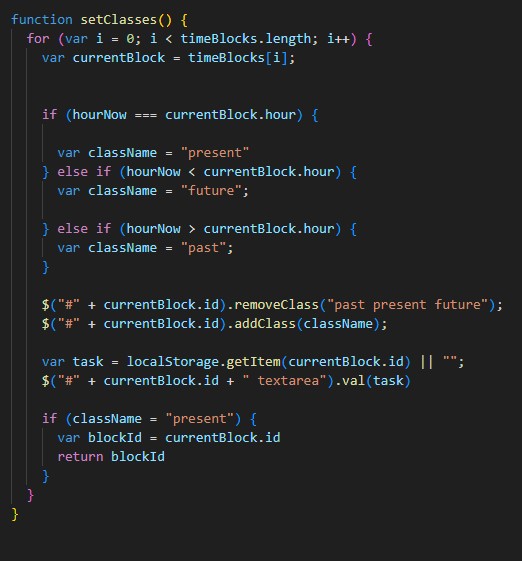 function setClasses() {
  for (var i = 0; i < timeBlocks.length; i++) {
    var currentBlock = timeBlocks[i];
    if (hourNow === currentBlock.hour) {
      var className = "present"
    } else if (hourNow < currentBlock.hour) {
      var className = "future";
    } else if (hourNow > currentBlock.hour) {
      var className = "past";
    }
    $("#" + currentBlock.id).removeClass("past present future");
    $("#" + currentBlock.id).addClass(className);
    var task = localStorage.getItem(currentBlock.id) || "";
    $("#" + currentBlock.id + " textarea").val(task)
    if (className = "present") {
      var blockId = currentBlock.id
      return blockId
    }
  }
}